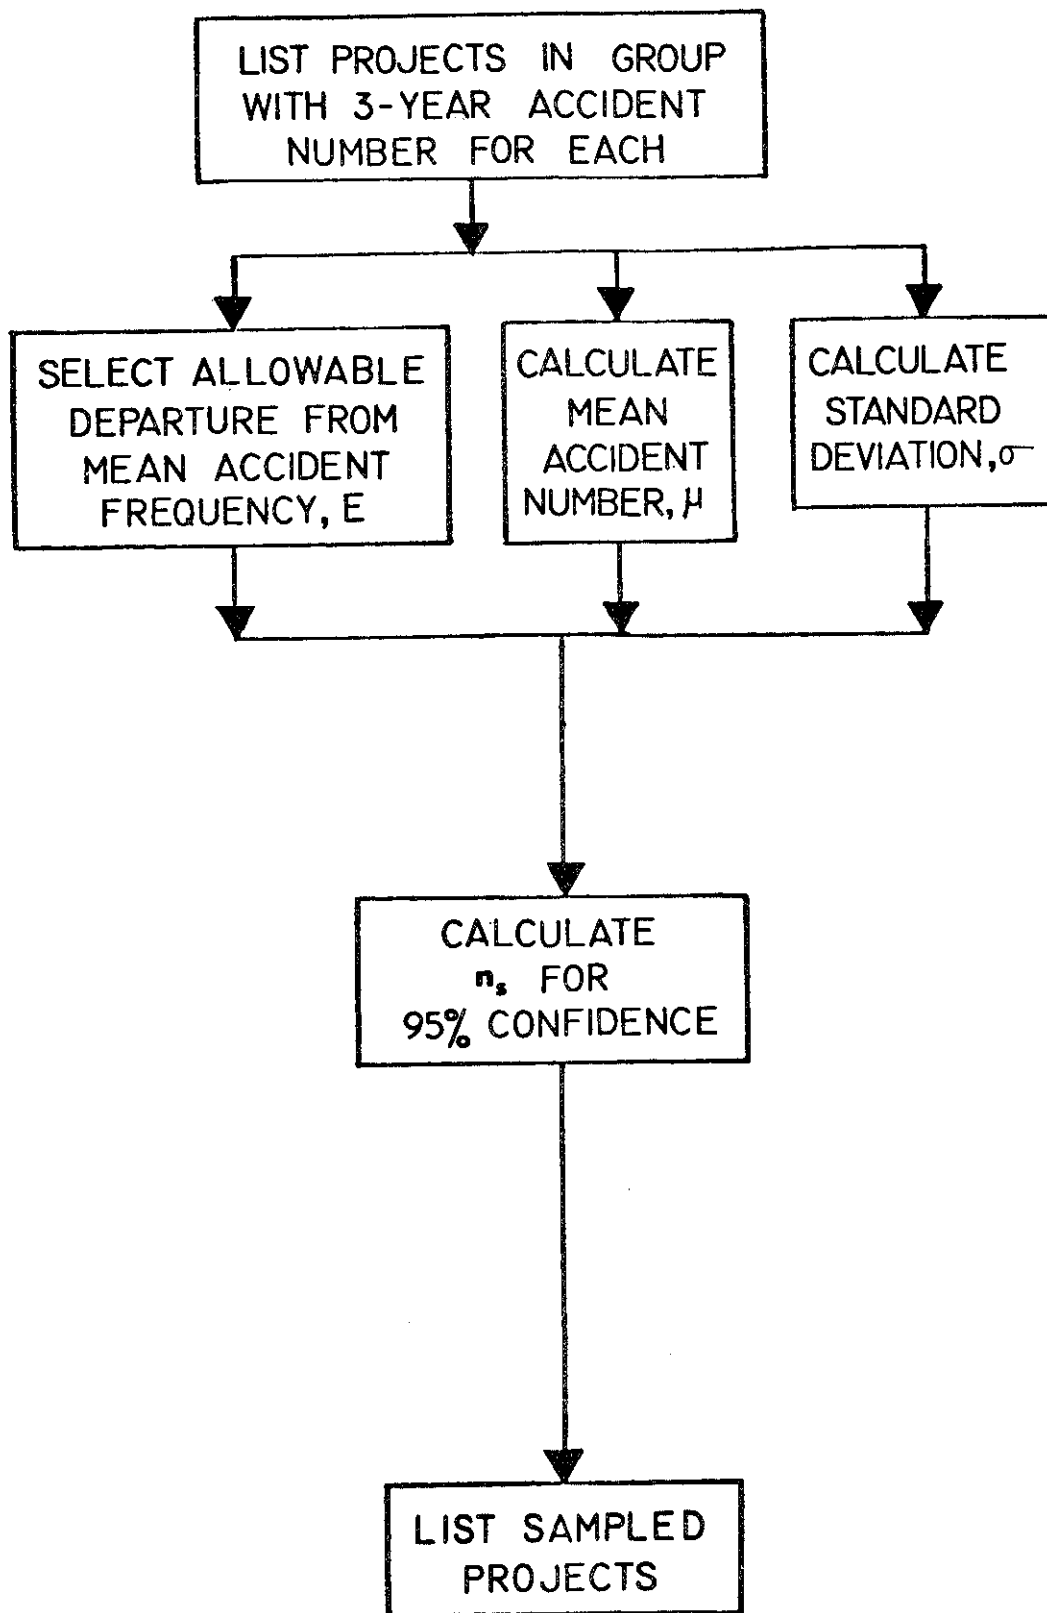 LIST PROJECTS IN GROUP
WITH 3-YEAR ACCIDENT
NUMBER FOR EACH
SELECT ALLOWABLE
DEPARTURE FROM
MEAN ACCIDENT
FREQUENCY, E
CALCULATE
MEAN
ACCIDENT
NUMBER, μ
CALCULATE
STANDARD
DEVIATION, σ
CALCULATE
nₛ FOR
95% CONFIDENCE
LIST SAMPLED
PROJECTS